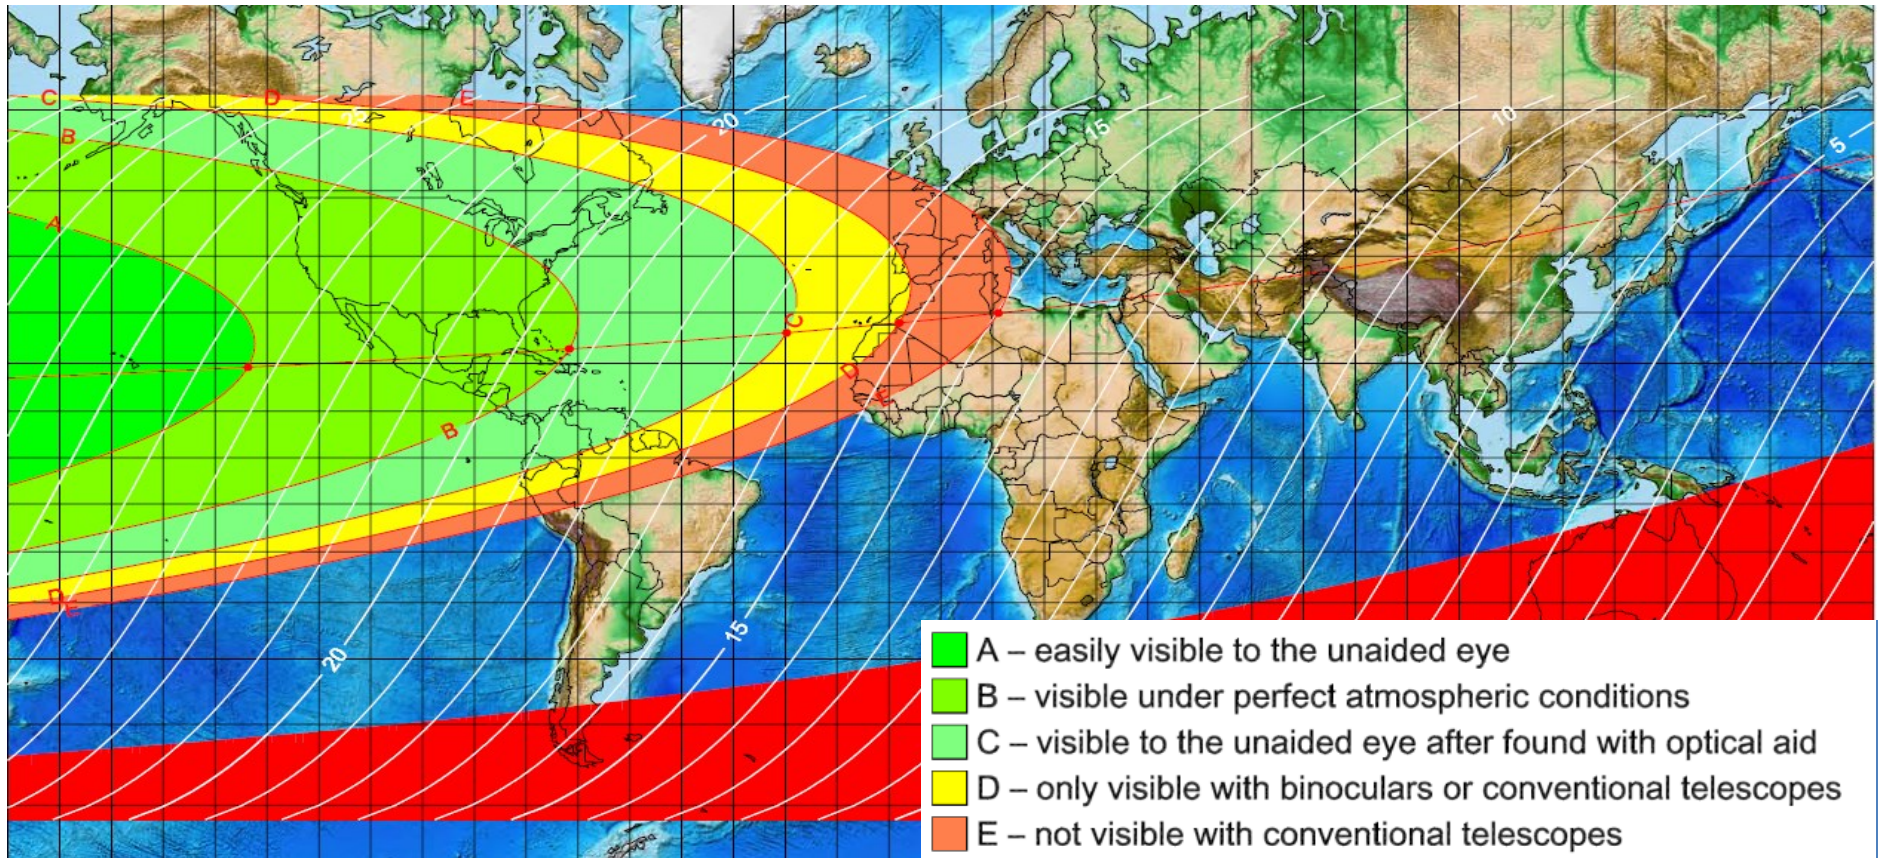 C D E
25 20 15 10 5
B
A
C
D
E
B
D
E
20 15
A – easily visible to the unaided eye
B – visible under perfect atmospheric conditions
C – visible to the unaided eye after found with optical aid
D – only visible with binoculars or conventional telescopes
E – not visible with conventional telescopes